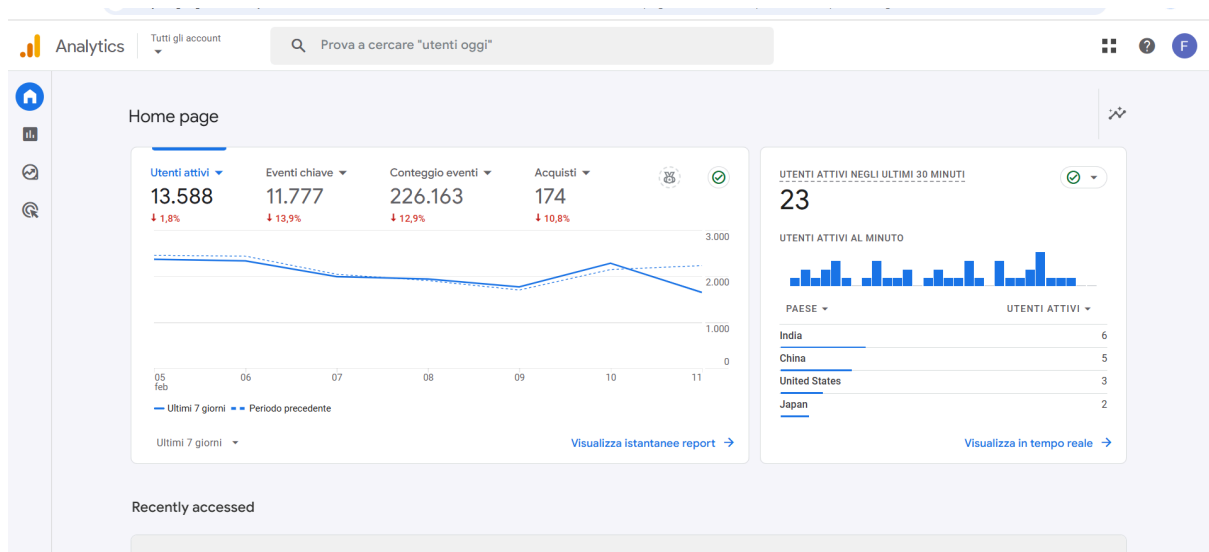 Analytics
Tutti gli account
Prova a cercare "utenti oggi"
F
Home page
Utenti attivi
13.588
↓ 1,8%
Eventi chiave
11.777
↓ 13,9%
Conteggio eventi
226.163
↓ 12,9%
Acquisti
174
↓ 10,8%
3.000
2.000
1.000
0
05 feb
06
07
08
09
10
11
Ultimi 7 giorni
Periodo precedente
Ultimi 7 giorni
Visualizza istantanee report →
UTENTI ATTIVI NEGLI ULTIMI 30 MINUTI
23
UTENTI ATTIVI AL MINUTO
PAESE
UTENTI ATTIVI
India 6
China 5
United States 3
Japan 2
Visualizza in tempo reale →
Recently accessed